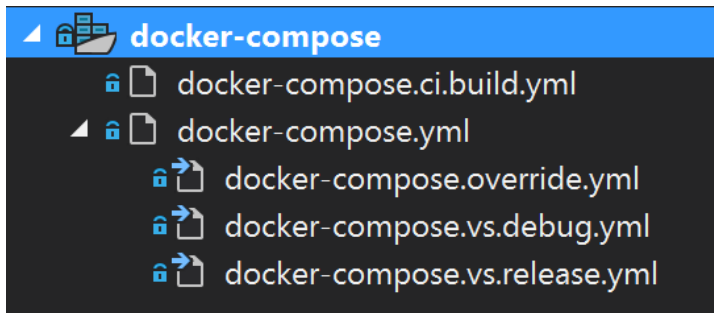 docker-compose
docker-compose.ci.build.yml
docker-compose.yml
docker-compose.override.yml
docker-compose.vs.debug.yml
docker-compose.vs.release.yml